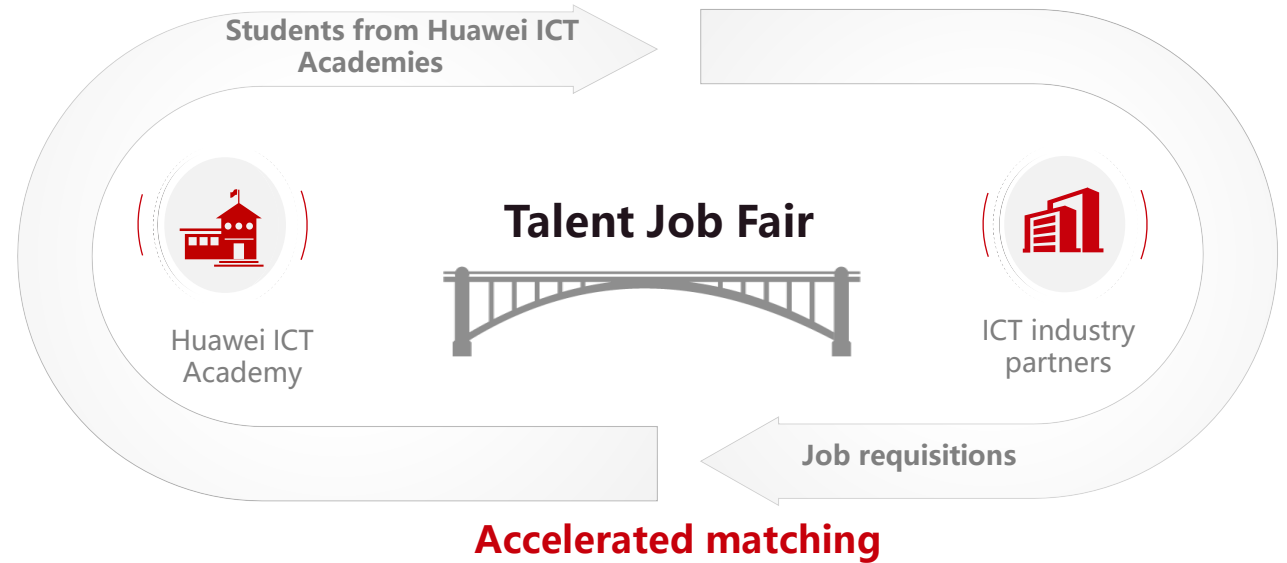 Students from Huawei ICT
Academies
Talent Job Fair
Huawei ICT
Academy
ICT industry
partners
Job requisitions
Accelerated matching